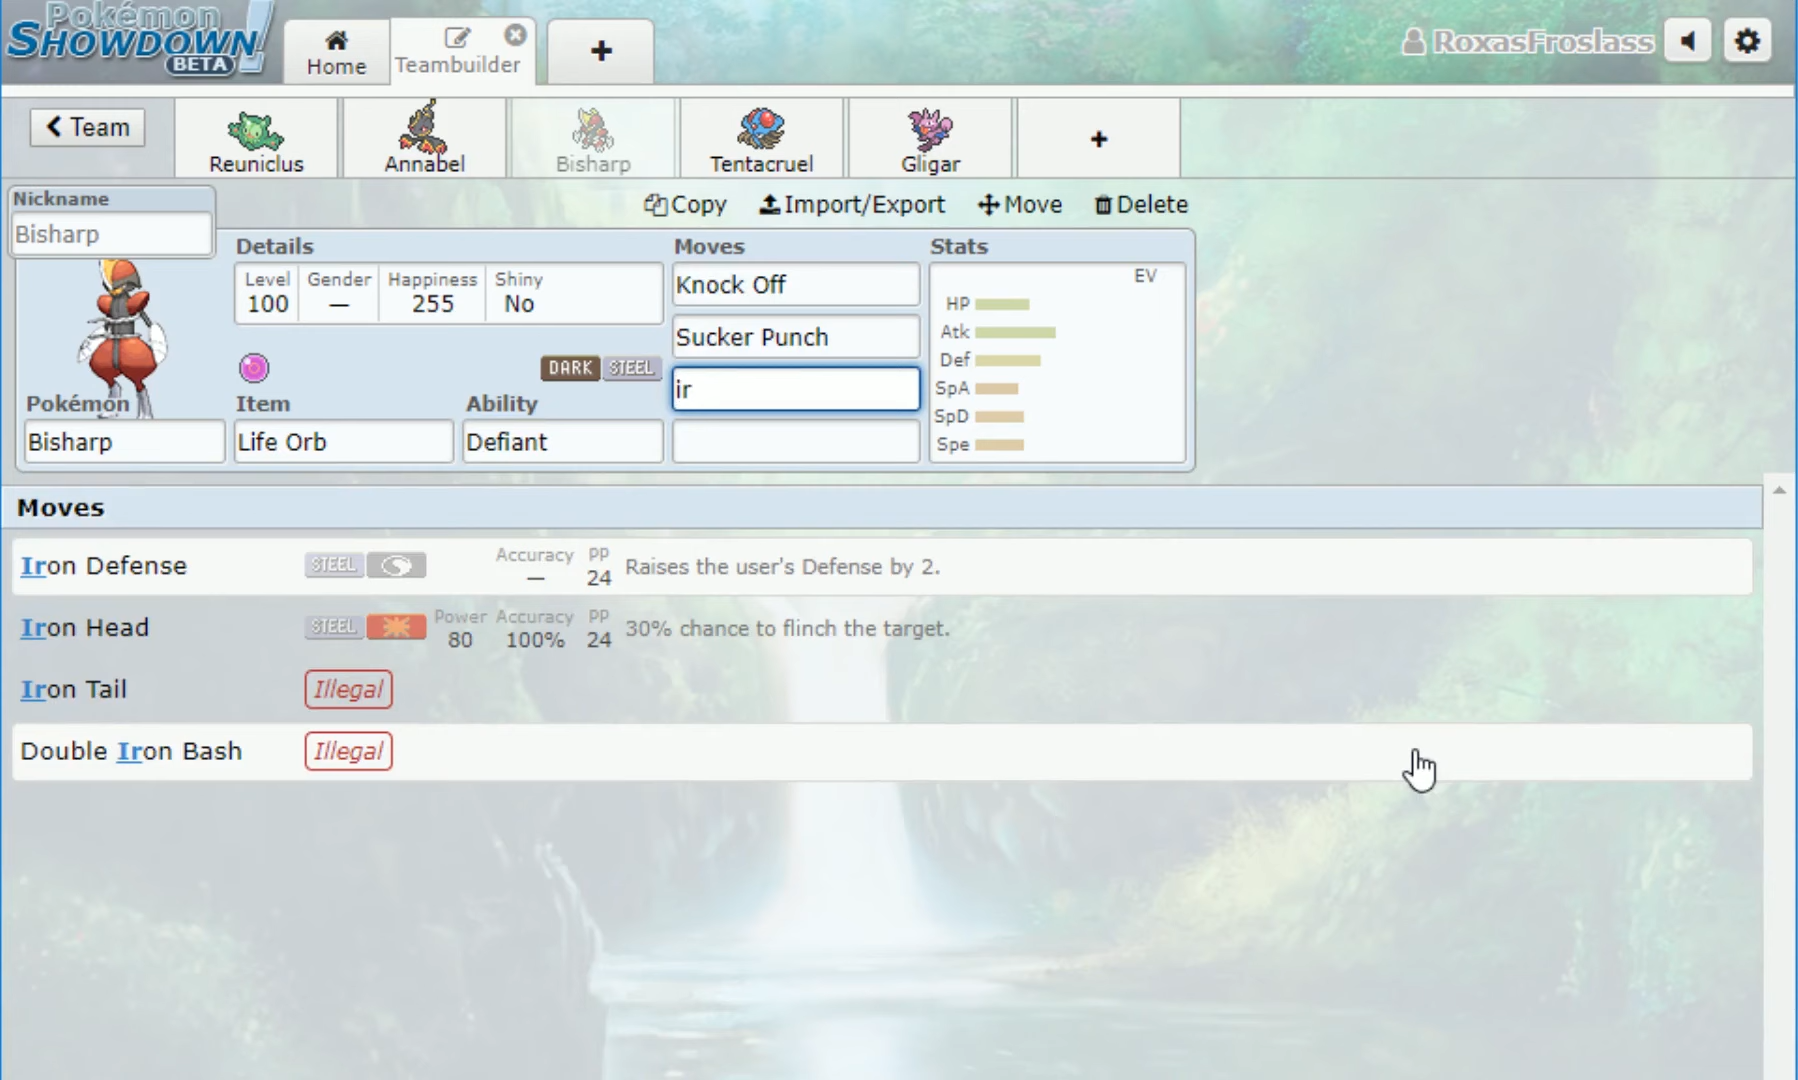 Pokémon
SHOWDOWN!
BETA
Home
Teambuilder
+
RoxasFroslass
Team
Reuniclus
Annabel
Bisharp
Tentacruel
Gligar
+
Nickname
Bisharp
Copy
Import/Export
Move
Delete
Details
Level
100
Gender
—
Happiness
255
Shiny
No
Moves
Knock Off
Sucker Punch
ir
Stats
EV
HP
Atk
Def
SpA
SpD
Spe
DARK
STEEL
Pokémon
Bisharp
Item
Life Orb
Ability
Defiant
Moves
Iron Defense STEEL Accuracy — PP 24 Raises the user's Defense by 2.
Iron Head STEEL Power 80 Accuracy 100% PP 24 30% chance to flinch the target.
Iron Tail Illegal
Double Iron Bash Illegal